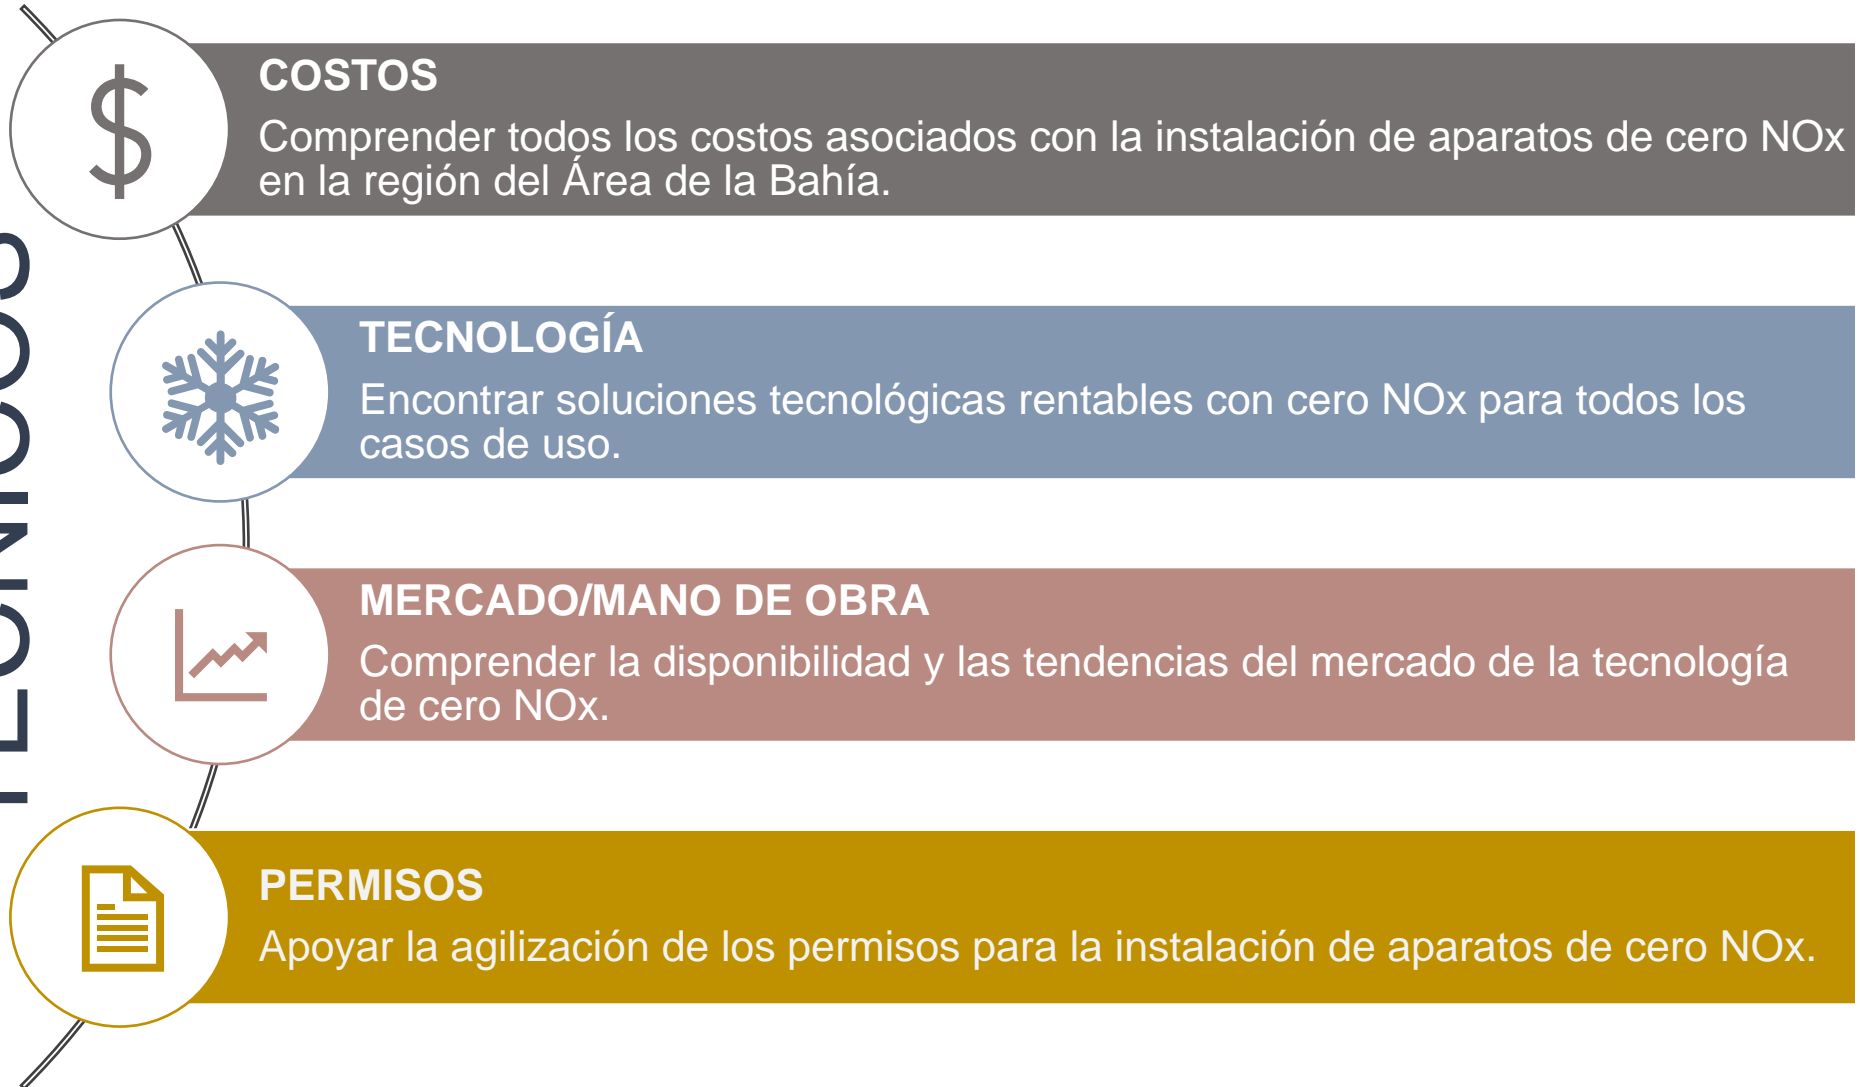 TÉCNICOS
COSTOS
Comprender todos los costos asociados con la instalación de aparatos de cero NOx
en la región del Área de la Bahía.
TECNOLOGÍA
Encontrar soluciones tecnológicas rentables con cero NOx para todos los
casos de uso.
MERCADO/MANO DE OBRA
Comprender la disponibilidad y las tendencias del mercado de la tecnología
de cero NOx.
PERMISOS
Apoyar la agilización de los permisos para la instalación de aparatos de cero NOx.